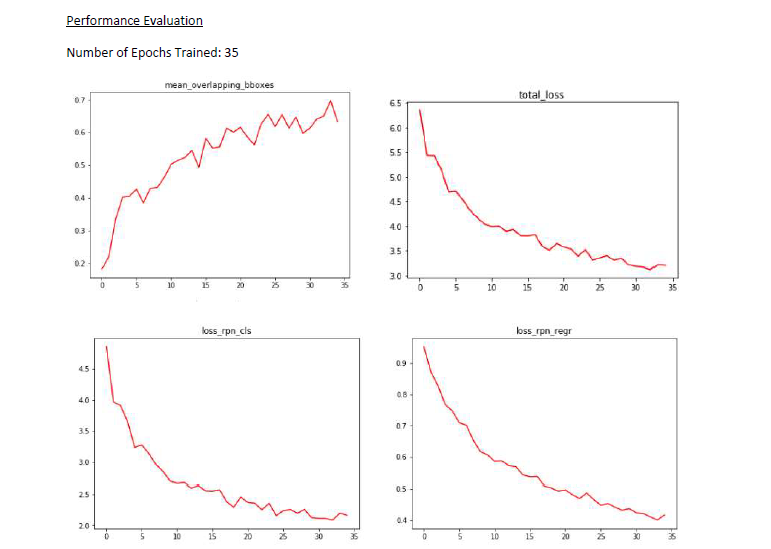 Performance Evaluation
Number of Epochs Trained: 35
mean_overlapping_bboxes
0.7
0.6
0.5
0.4
0.3
0.2
0 5 10 15 20 25 30 35
total_loss
6.5
6.0
5.5
5.0
4.5
4.0
3.5
3.0
0 5 10 15 20 25 30 35
loss_rpn_cls
4.5
4.0
3.5
3.0
2.5
2.0
0 5 10 15 20 25 30 35
loss_rpn_regr
0.9
0.8
0.7
0.6
0.5
0.4
0 5 10 15 20 25 30 35